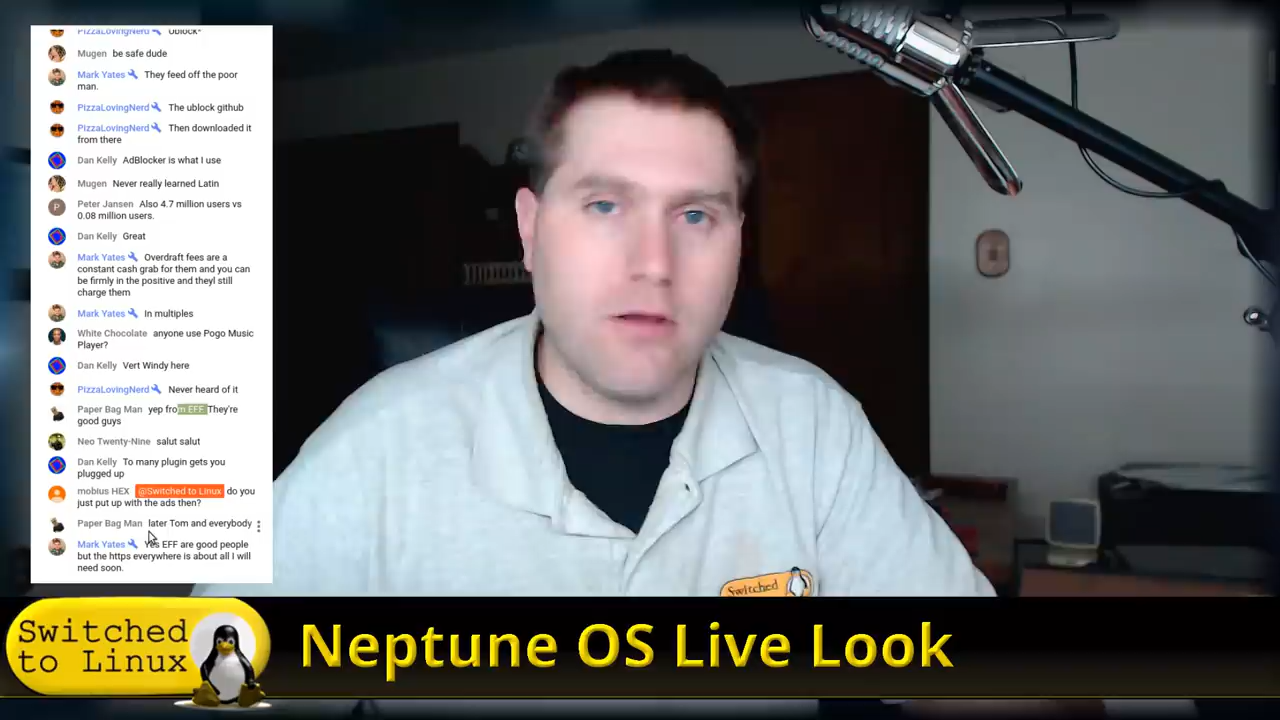 PizzaLovingNerd Ublock*
Mugen be safe dude
Mark Yates They feed off the poor
man.
PizzaLovingNerd The ublock github
PizzaLovingNerd Then downloaded it
from there
Dan Kelly AdBlocker is what I use
Mugen Never really learned Latin
P Peter Jansen Also 4.7 million users vs
0.08 million users.
Dan Kelly Great
Mark Yates Overdraft fees are a
constant cash grab for them and you can
be firmly in the positive and theyl still
charge them
Mark Yates In multiples
White Chocolate anyone use Pogo Music
Player?
Dan Kelly Vert Windy here
PizzaLovingNerd Never heard of it
Paper Bag Man yep from EFF They're
good guys
Neo Twenty-Nine salut salut
Dan Kelly To many plugin gets you
plugged up
mobius HEX @Switched to Linux do you
just put up with the ads then?
Paper Bag Man later Tom and everybody
Mark Yates Yes EFF are good people
but the https everywhere is about all I will
need soon.
Switched
Switched
to Linux
Neptune OS Live Look